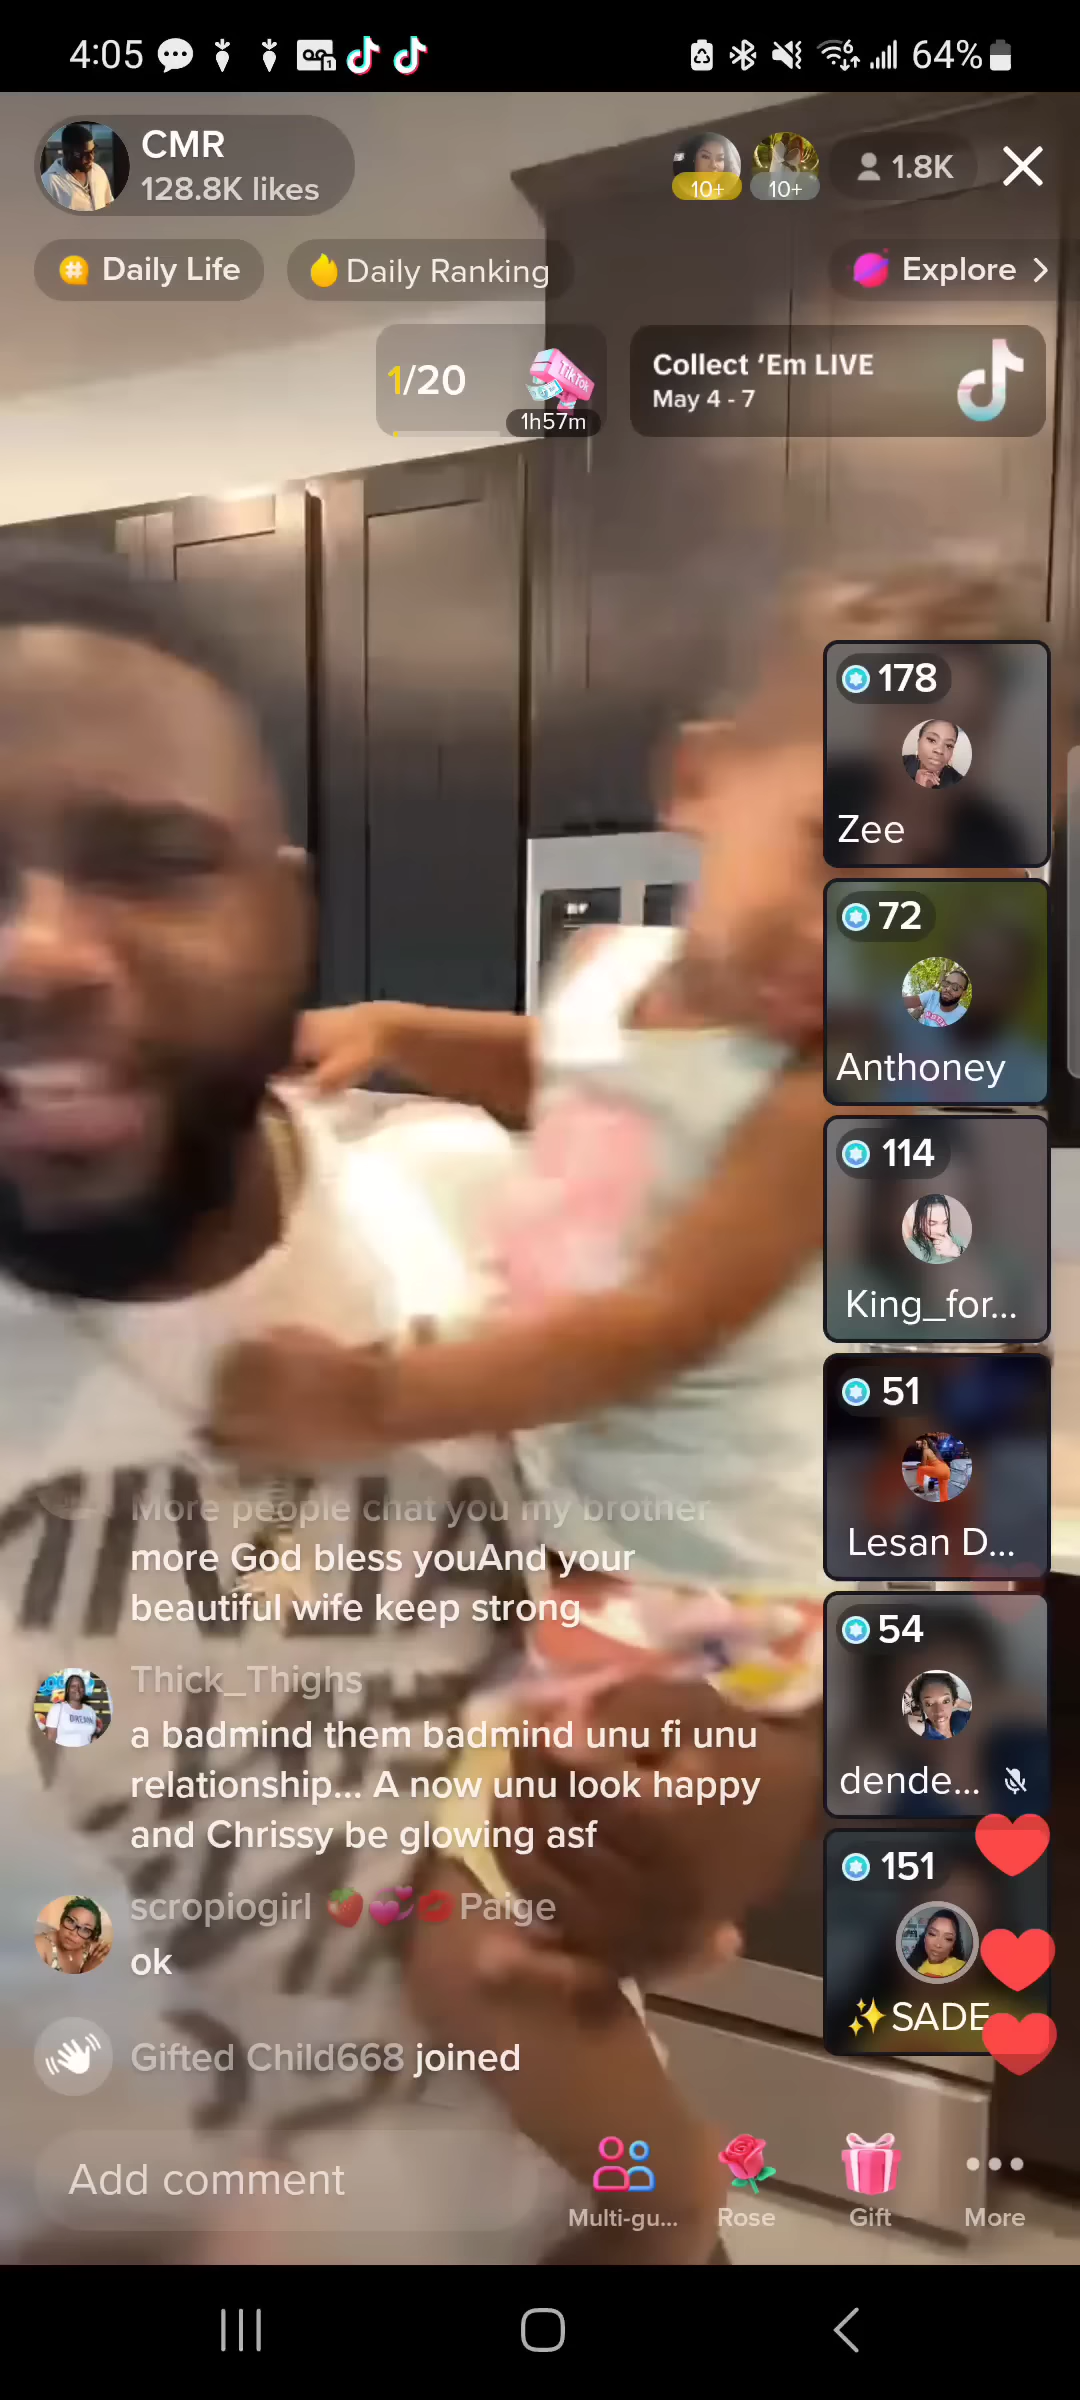 4:05
64%
CMR
128.8K likes
10+
10+
1.8K
Daily Life
Daily Ranking
Explore
1/20
TikTok
1h57m
Collect ‘Em LIVE
May 4 - 7
178
Zee
72
Anthoney
114
King_for...
51
Lesan D...
54
dende...
151
✨SADE
More people chat you my brother
more God bless youAnd your
beautiful wife keep strong
Thick_Thighs
a badmind them badmind unu fi unu
relationship... A now unu look happy
and Chrissy be glowing asf
scropiogirl 🍓💞💋Paige
ok
Gifted Child668 joined
Add comment
Multi-gu...
Rose
Gift
More